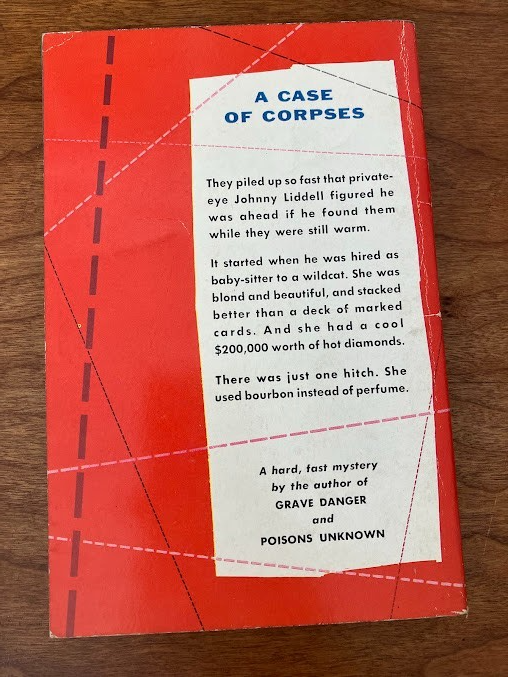 A CASE
OF CORPSES
They piled up so fast that private-
eye Johnny Liddell figured he
was ahead if he found them
while they were still warm.
It started when he was hired as
baby-sitter to a wildcat. She was
blond and beautiful, and stacked
better than a deck of marked
cards. And she had a cool
$200,000 worth of hot diamonds.
There was just one hitch. She
used bourbon instead of perfume.
A hard, fast mystery
by the author of
GRAVE DANGER
and
POISONS UNKNOWN